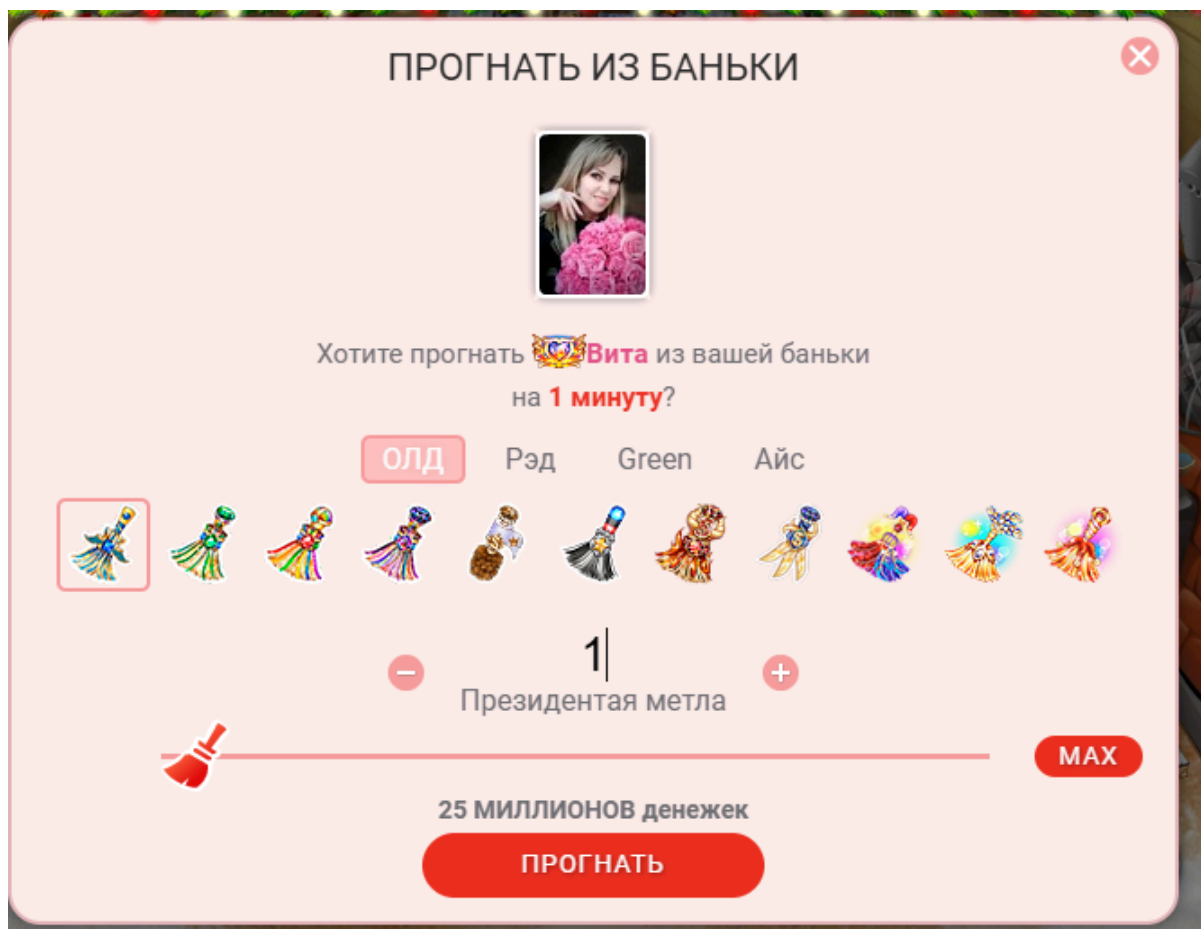 ПРОГНАТЬ ИЗ БАНЬКИ
Хотите прогнать Вита из вашей баньки
на 1 минуту?
ОЛД Рэд Green Айс
1
Президентая метла
MAX
25 МИЛЛИОНОВ денежек
ПРОГНАТЬ